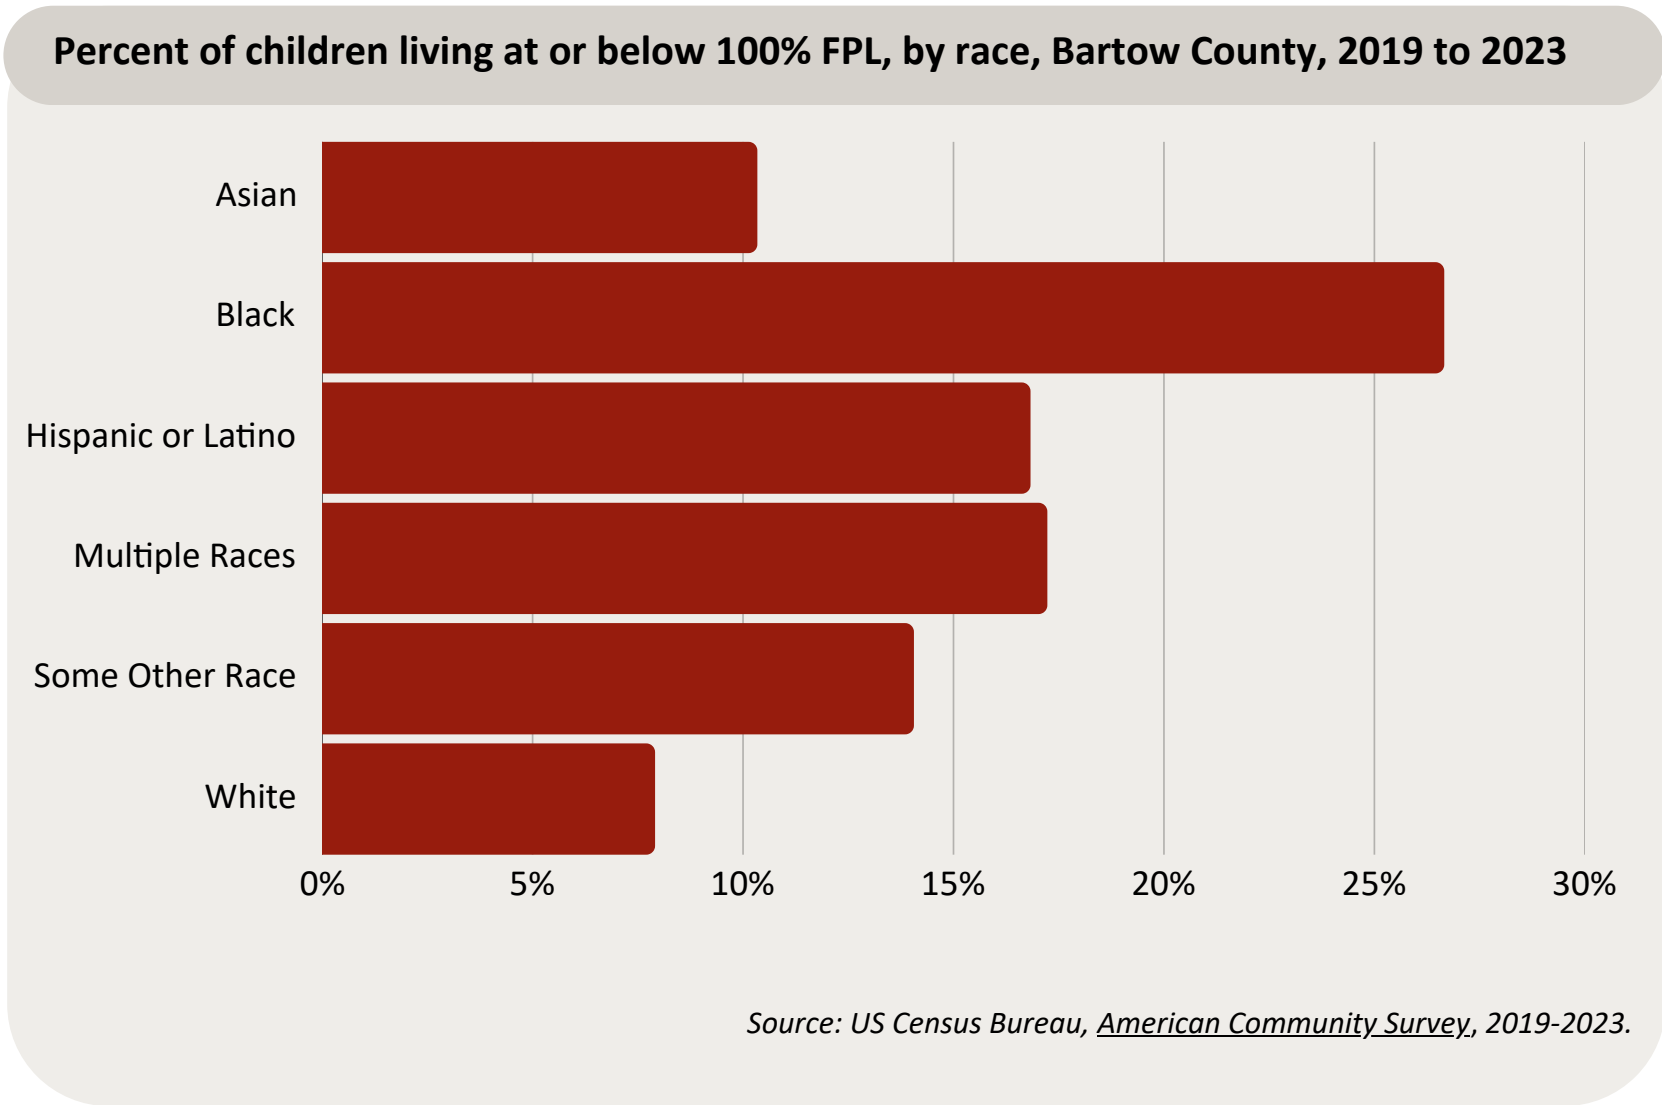 Percent of children living at or below 100% FPL, by race, Bartow County, 2019 to 2023
Asian
Black
Hispanic or Latino
Multiple Races
Some Other Race
White
0% 5% 10% 15% 20% 25% 30%
Source: US Census Bureau, American Community Survey, 2019-2023.